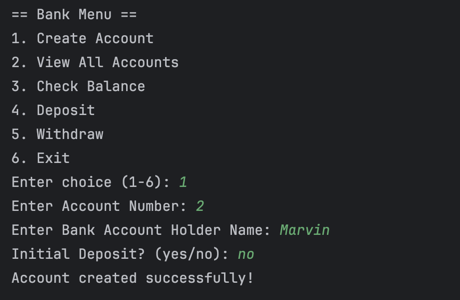 == Bank Menu ==
1. Create Account
2. View All Accounts
3. Check Balance
4. Deposit
5. Withdraw
6. Exit
Enter choice (1-6): 1
Enter Account Number: 2
Enter Bank Account Holder Name: Marvin
Initial Deposit? (yes/no): no
Account created successfully!